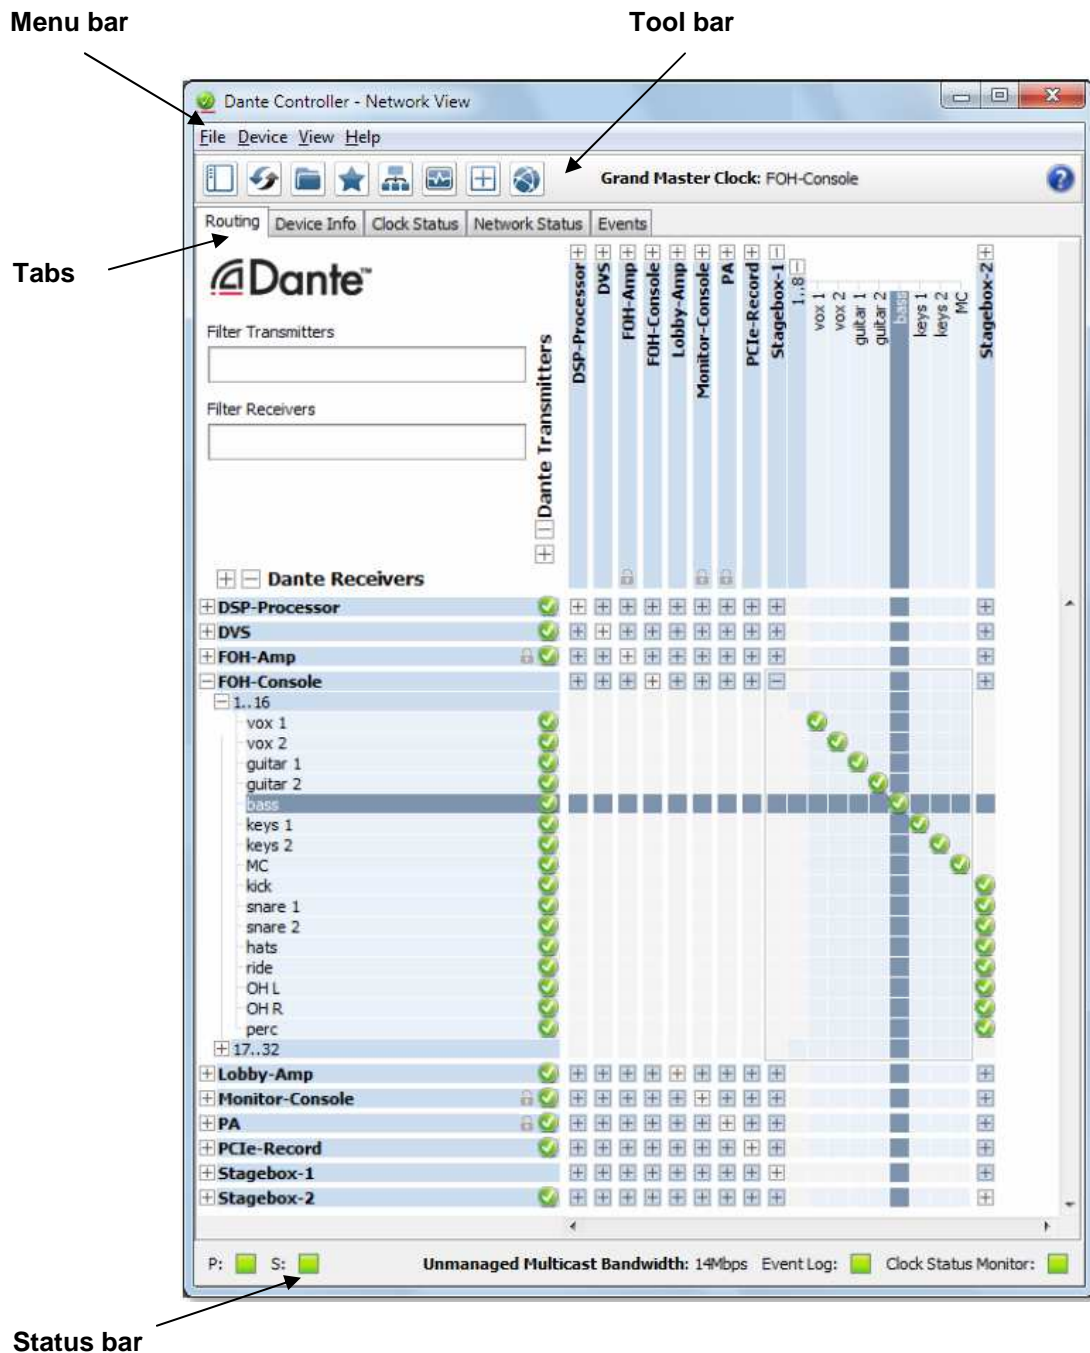 Menu bar
Tool bar
Dante Controller - Network View
File Device View Help
Grand Master Clock: FOH-Console
Routing Device Info Clock Status Network Status Events
Tabs
Dante™
Filter Transmitters
Filter Receivers
Dante Transmitters
DSP-Processor
DVS
FOH-Amp
FOH-Console
Lobby-Amp
Monitor-Console
PA
PCIe-Record
Stagebox-1
1..8
vox 1
vox 2
guitar 1
guitar 2
bass
keys 1
keys 2
MC
Stagebox-2
Dante Receivers
DSP-Processor
DVS
FOH-Amp
FOH-Console
1..16
vox 1
vox 2
guitar 1
guitar 2
bass
keys 1
keys 2
MC
kick
snare 1
snare 2
hats
ride
OH L
OH R
perc
17..32
Lobby-Amp
Monitor-Console
PA
PCIe-Record
Stagebox-1
Stagebox-2
P: S: Unmanaged Multicast Bandwidth: 14Mbps Event Log: Clock Status Monitor:
Status bar